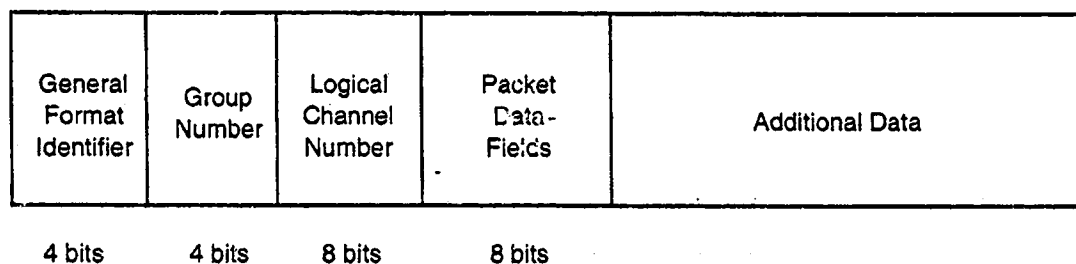 General
Format
Identifier
Group
Number
Logical
Channel
Number
Packet
Data-
Fields
Additional Data
4 bits
4 bits
8 bits
8 bits